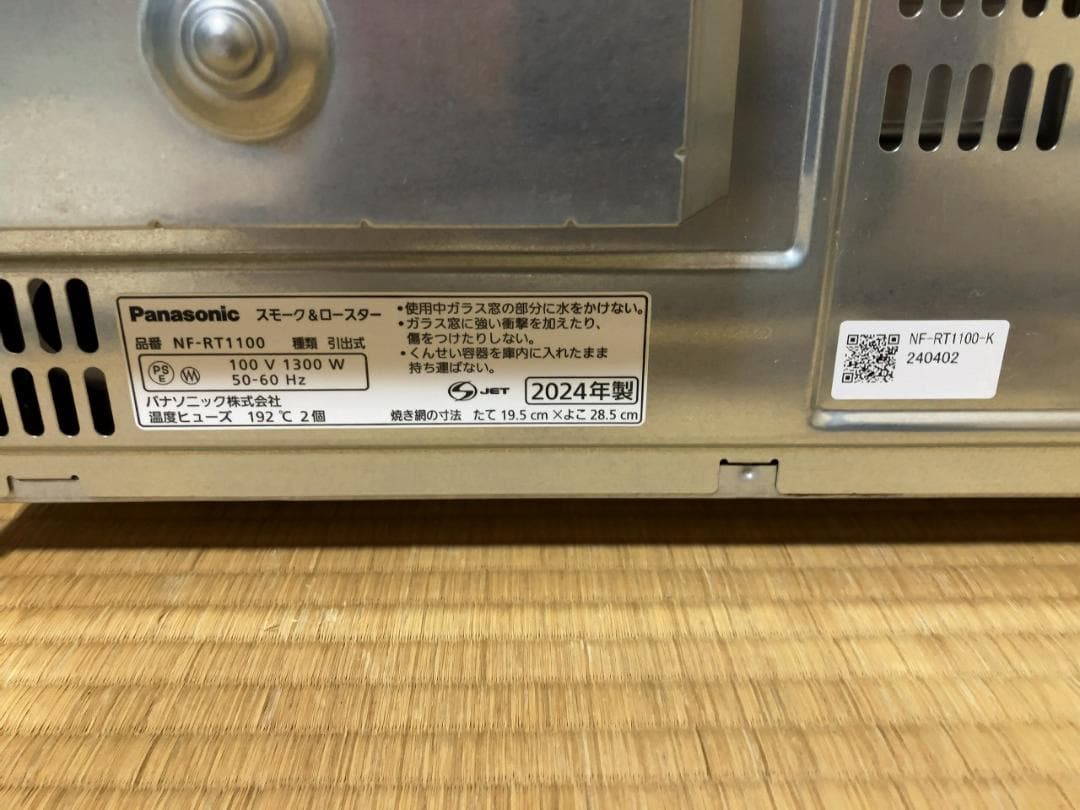 Panasonic スモーク&ロースター
品番 NF-RT1100 種類 引出式
PS E
100 V 1300 W
50-60 Hz
パナソニック株式会社
温度ヒューズ 192 ℃ 2個
・使用中ガラス窓の部分に水をかけない。
・ガラス窓に強い衝撃を加えたり、
傷をつけたりしない。
・くんせい容器を庫内に入れたまま
持ち運ばない。
S JET 2024年製
焼き網の寸法 たて 19.5 cm ×よこ 28.5 cm
NF-RT1100-K
240402